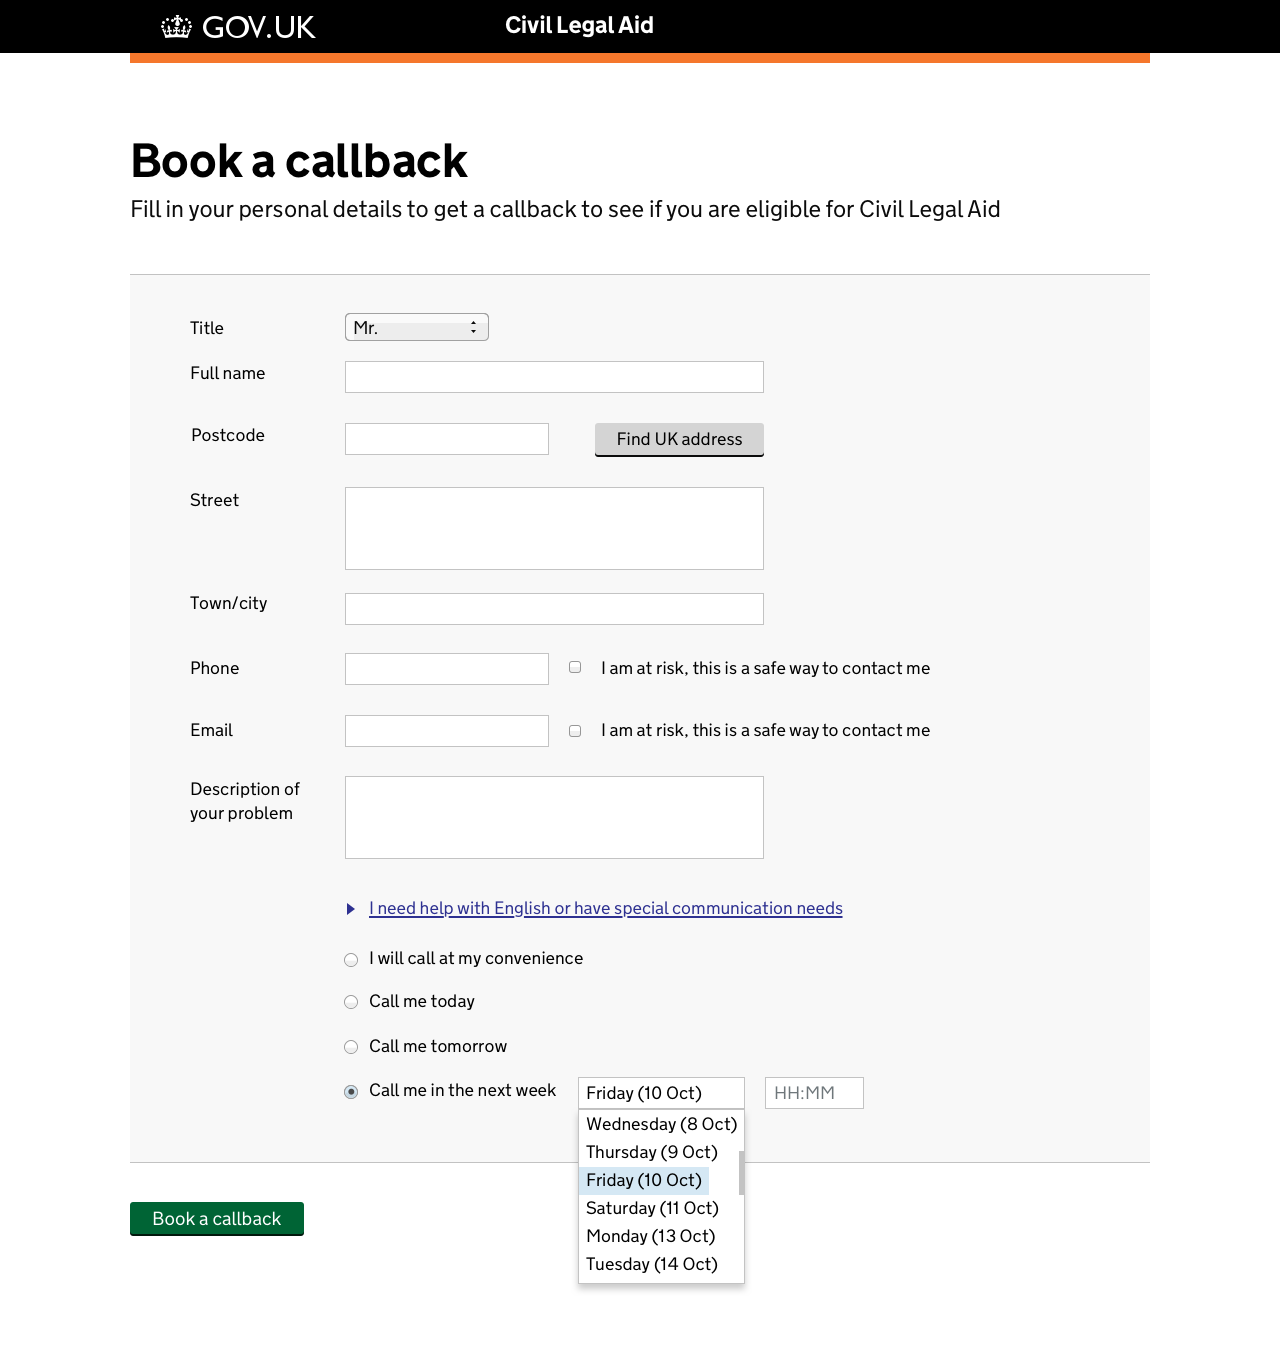 GOV.UK
Civil Legal Aid
Book a callback
Fill in your personal details to get a callback to see if you are eligible for Civil Legal Aid
Title
Mr.
Full name
Postcode
Find UK address
Street
Town/city
Phone
I am at risk, this is a safe way to contact me
Email
I am at risk, this is a safe way to contact me
Description of
your problem
I need help with English or have special communication needs
I will call at my convenience
Call me today
Call me tomorrow
Call me in the next week
Friday (10 Oct)
HH:MM
Wednesday (8 Oct)
Thursday (9 Oct)
Friday (10 Oct)
Saturday (11 Oct)
Monday (13 Oct)
Tuesday (14 Oct)
Book a callback